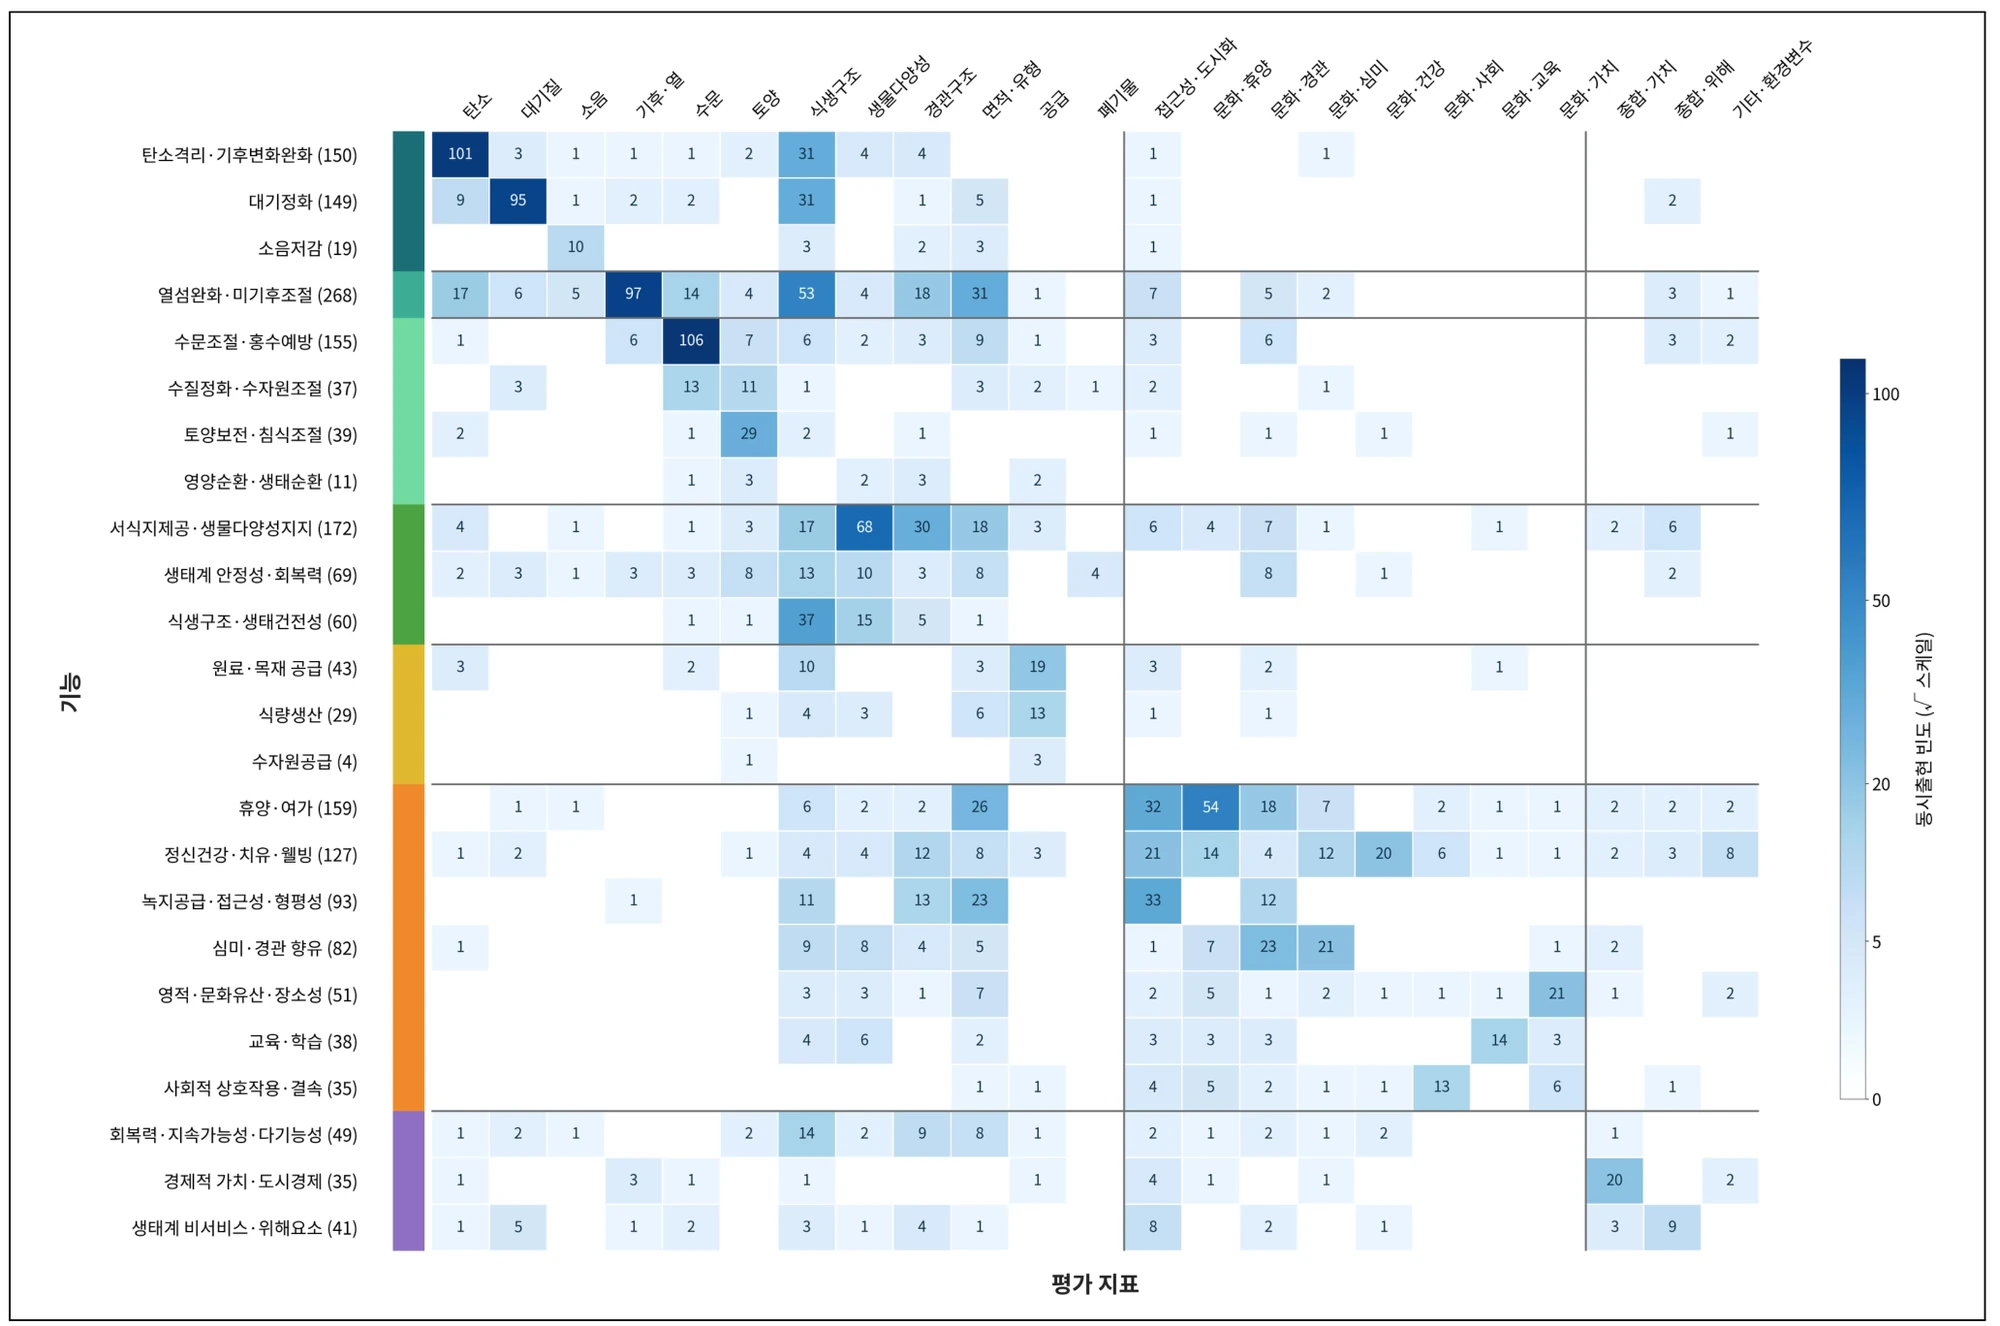 탄소 대기질 소음 기후·열 수문 토양 식생구조 생물다양성 경관구조 면적·유형 공급 폐기물 접근성·도시화 문화·휴양 문화·경관 문화·심미 문화·건강 문화·사회 문화·교육 문화·가치 종합·가치 종합·위해 기타·환경변수
탄소격리·기후변화완화 (150) 101 3 1 1 1 2 31 4 4 1 1
대기정화 (149) 9 95 1 2 2 31 1 5 1 2
소음저감 (19) 10 3 2 3 1
열섬완화·미기후조절 (268) 17 6 5 97 14 4 53 4 18 31 1 7 5 2 3 1
수문조절·홍수예방 (155) 1 6 106 7 6 2 3 9 1 3 6 3 2
수질정화·수자원조절 (37) 3 13 11 1 3 2 1 2 1
토양보전·침식조절 (39) 2 1 29 2 1 1 1 1 1
영양순환·생태순환 (11) 1 3 2 3 2
서식지제공·생물다양성지지 (172) 4 1 1 3 17 68 30 18 3 6 4 7 1 1 2 6
생태계 안정성·회복력 (69) 2 3 1 3 3 8 13 10 3 8 4 8 1 2
식생구조·생태건전성 (60) 1 1 37 15 5 1
원료·목재 공급 (43) 3 2 10 3 19 3 2 1
식량생산 (29) 1 4 3 6 13 1 1
수자원공급 (4) 1 3
휴양·여가 (159) 1 1 6 2 2 26 32 54 18 7 2 1 1 2 2 2
정신건강·치유·웰빙 (127) 1 2 1 4 4 12 8 3 21 14 4 12 20 6 1 1 2 3 8
녹지공급·접근성·형평성 (93) 1 11 13 23 33 12
심미·경관 향유 (82) 1 9 8 4 5 1 7 23 21 1 2
영적·문화유산·장소성 (51) 3 3 1 7 2 5 1 2 1 1 1 21 1 2
교육·학습 (38) 4 6 2 3 3 3 14 3
사회적 상호작용·결속 (35) 1 1 4 5 2 1 1 13 6 1
회복력·지속가능성·다기능성 (49) 1 2 1 2 14 2 9 8 1 2 1 2 1 2 1
경제적 가치·도시경제 (35) 1 3 1 1 1 4 1 1 20 2
생태계 비서비스·위해요소 (41) 1 5 1 2 3 1 4 1 8 2 1 3 9
기능
평가 지표
100
50
20
5
0
동시출현 빈도 (√ 스케일)